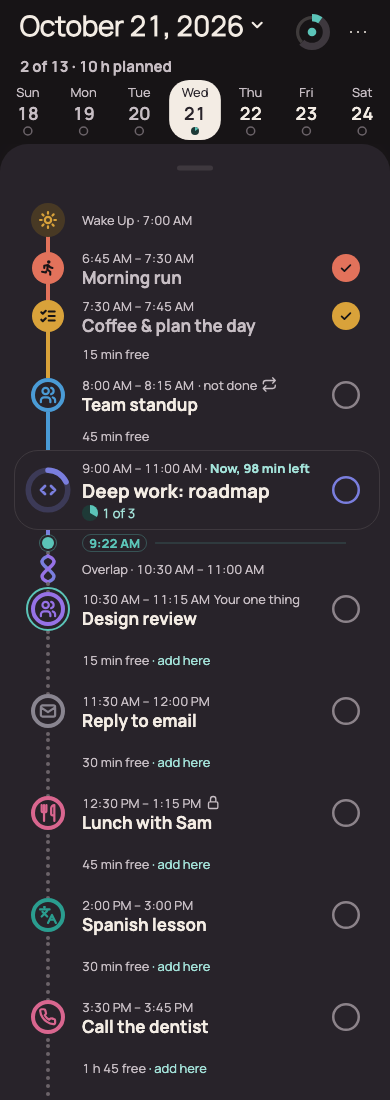 October 21, 2026
2 of 13 · 10 h planned
Sun Mon Tue Wed Thu Fri Sat
18 19 20 21 22 23 24
Wake Up · 7:00 AM
6:45 AM – 7:30 AM
Morning run
7:30 AM – 7:45 AM
Coffee & plan the day
15 min free
8:00 AM – 8:15 AM · not done
Team standup
45 min free
9:00 AM – 11:00 AM · Now, 98 min left
Deep work: roadmap
1 of 3
9:22 AM
Overlap · 10:30 AM – 11:00 AM
10:30 AM – 11:15 AM Your one thing
Design review
15 min free · add here
11:30 AM – 12:00 PM
Reply to email
30 min free · add here
12:30 PM – 1:15 PM
Lunch with Sam
45 min free · add here
2:00 PM – 3:00 PM
Spanish lesson
30 min free · add here
3:30 PM – 3:45 PM
Call the dentist
1 h 45 free · add here